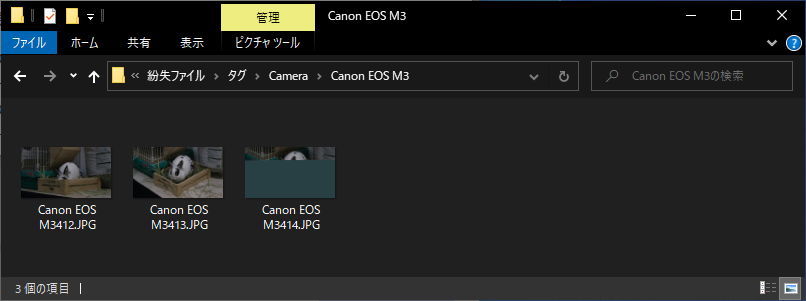 管理
Canon EOS M3
ファイル
ホーム
共有
表示
ピクチャ ツール
紛失ファイル
タグ
Camera
Canon EOS M3
Canon EOS M3の検索
Canon EOS
M3412.JPG
Canon EOS
M3413.JPG
Canon EOS
M3414.JPG
3 個の項目